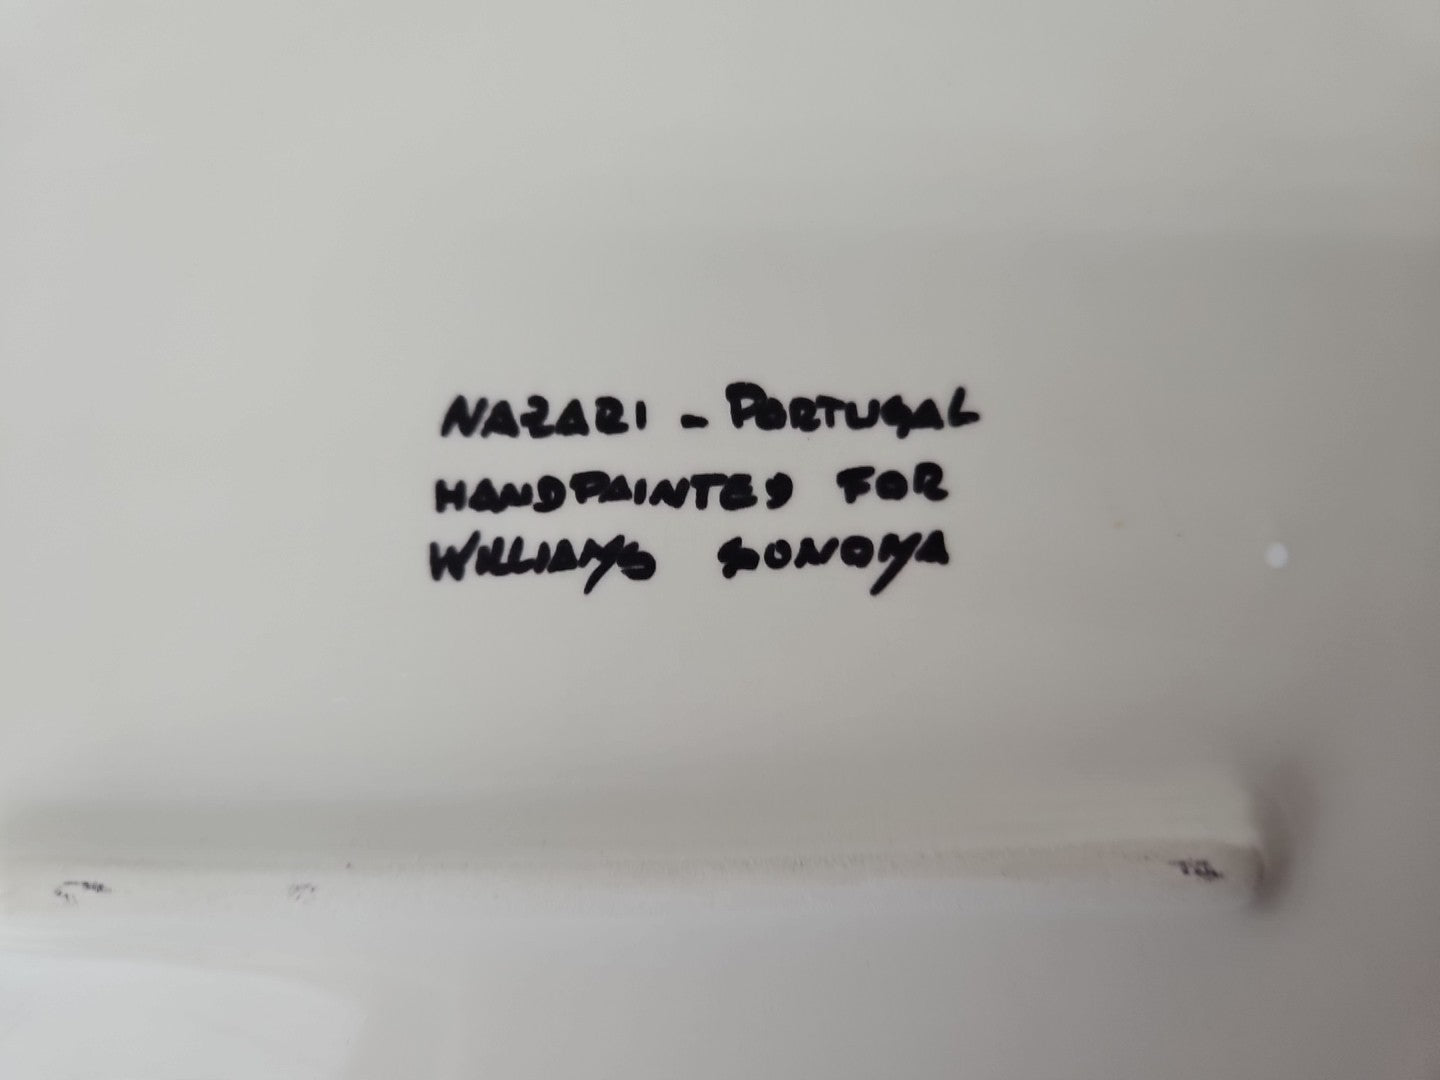 NAZARI - PORTUGAL
HANDPAINTED FOR
WILLIAMS SONOMA